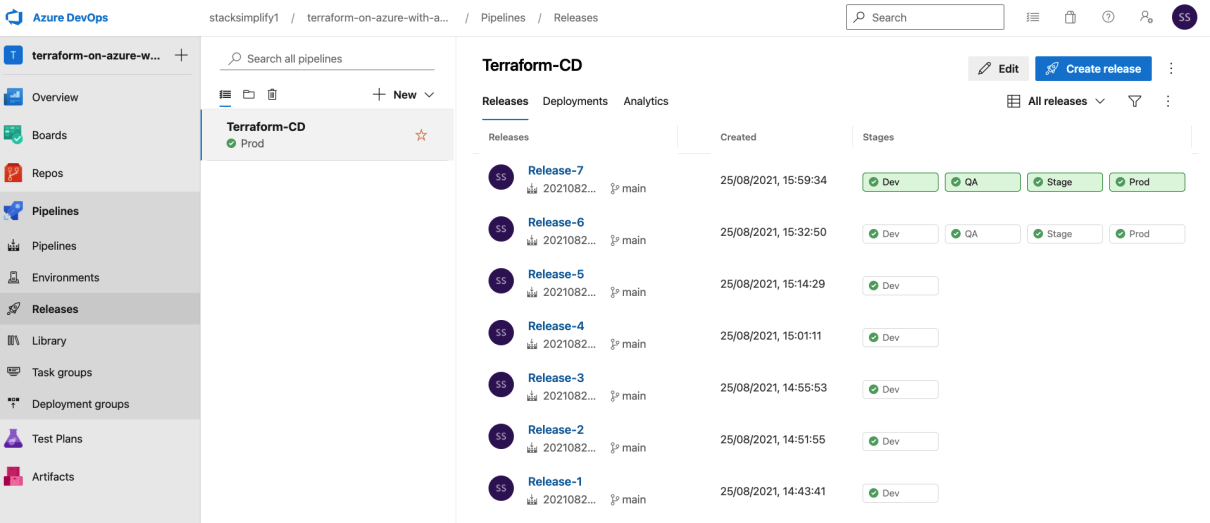 Azure DevOps
stacksimplify1 / terraform-on-azure-with-a... / Pipelines / Releases
Search
SS
T terraform-on-azure-w...
Overview
Boards
Repos
Pipelines
Pipelines
Environments
Releases
Library
Task groups
Deployment groups
Test Plans
Artifacts
Search all pipelines
New
Terraform-CD
Prod
Terraform-CD
Edit
Create release
Releases Deployments Analytics
All releases
Releases Created Stages
SS Release-7
2021082... main
25/08/2021, 15:59:34
Dev QA Stage Prod
SS Release-6
2021082... main
25/08/2021, 15:32:50
Dev QA Stage Prod
SS Release-5
2021082... main
25/08/2021, 15:14:29
Dev
SS Release-4
2021082... main
25/08/2021, 15:01:11
Dev
SS Release-3
2021082... main
25/08/2021, 14:55:53
Dev
SS Release-2
2021082... main
25/08/2021, 14:51:55
Dev
SS Release-1
2021082... main
25/08/2021, 14:43:41
Dev